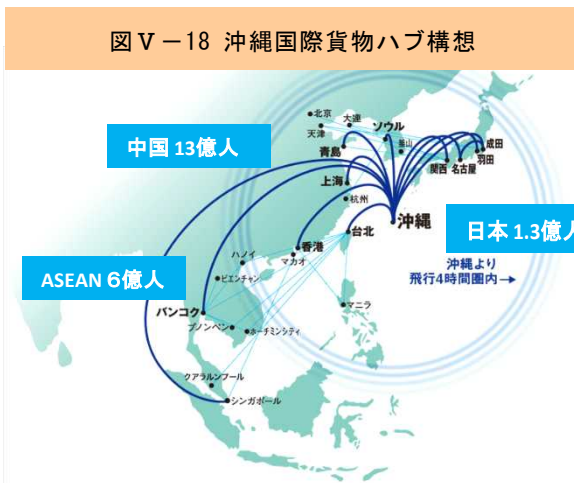 図Ⅴ－18 沖縄国際貨物ハブ構想
北京
大連
天津
ソウル
釜山
青島
成田
羽田
関西
名古屋
中国 13億人
上海
杭州
沖縄
日本 1.3億人
台北
香港
マカオ
ハノイ
沖縄より
飛行4時間圏内→
ASEAN 6億人
ビエンチャン
バンコク
マニラ
プノンペン
ホーチミンシティ
クアラルンプール
シンガポール